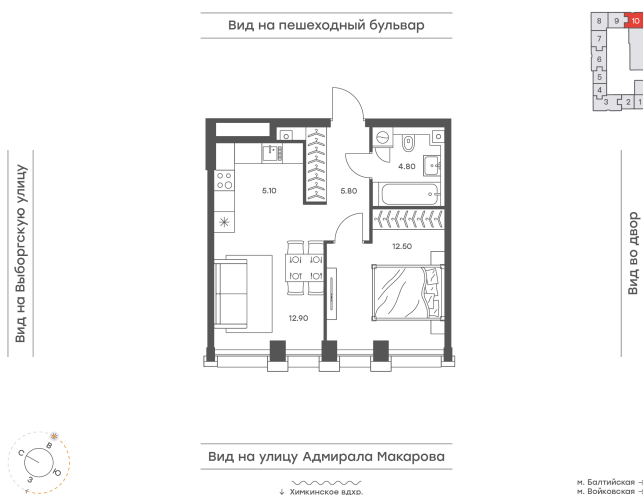 Вид на пешеходный бульвар
8 9 10
7
6
5
4
3 2 1
Вид на Выборгскую улицу
Вид во двор
4.80
5.10
5.80
12.50
12.90
Вид на улицу Адмирала Макарова
С В
З Ю
↓ Химкинское вдхр.
м. Балтийская
м. Войковская